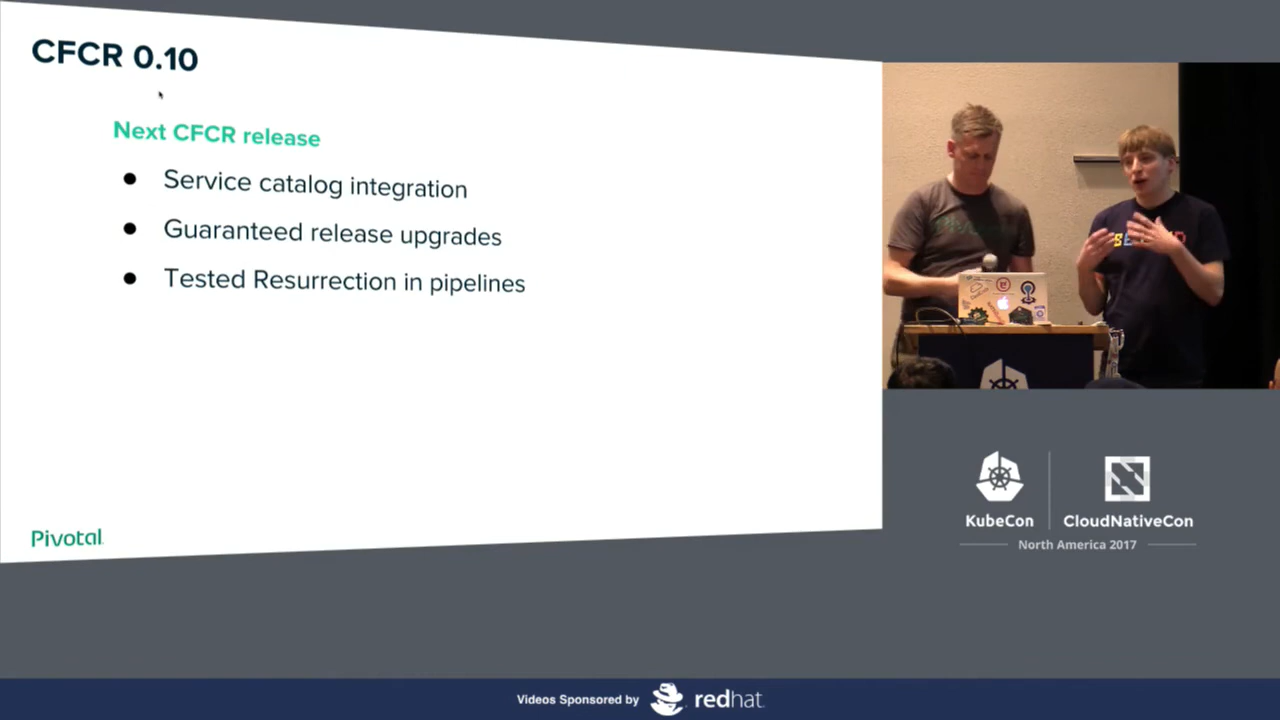 CFCR 0.10
Next CFCR release
● Service catalog integration
● Guaranteed release upgrades
● Tested Resurrection in pipelines
Pivotal
KubeCon
CloudNativeCon
North America 2017
Videos Sponsored by
redhat